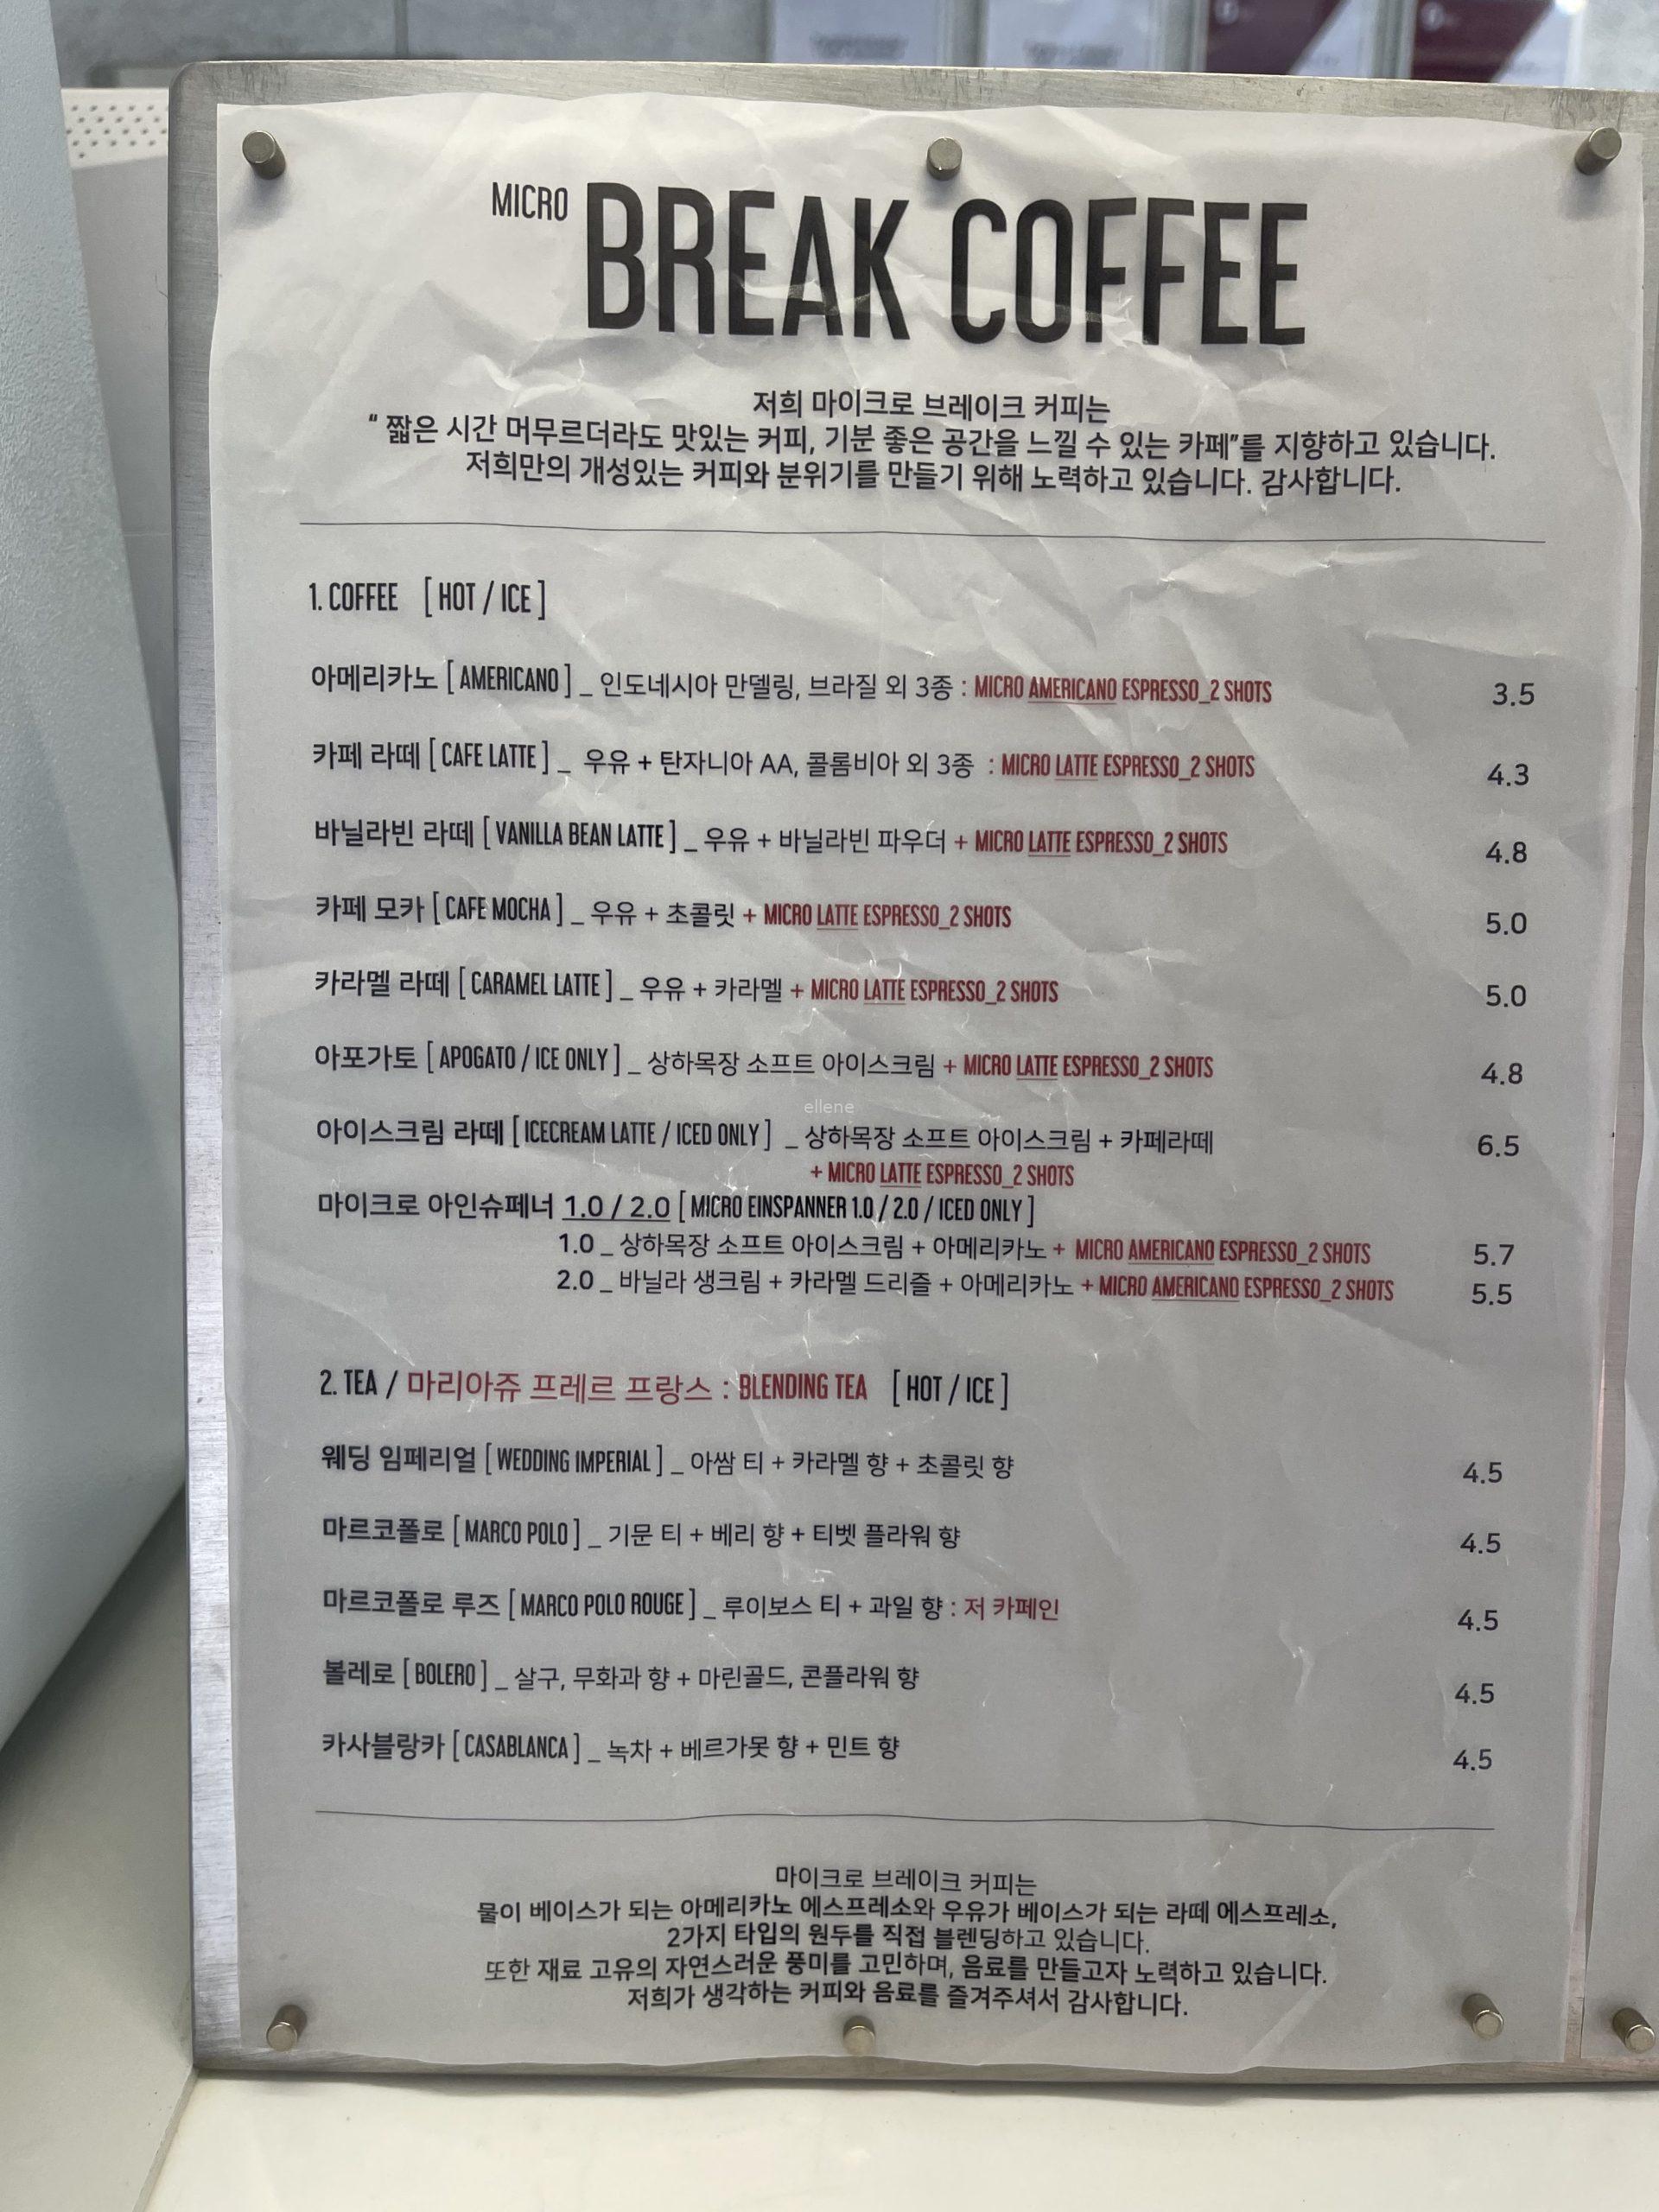 MICRO BREAK COFFEE
저희 마이크로 브레이크 커피는
“ 짧은 시간 머무르더라도 맛있는 커피, 기분 좋은 공간을 느낄 수 있는 카페”를 지향하고 있습니다.
저희만의 개성있는 커피와 분위기를 만들기 위해 노력하고 있습니다. 감사합니다.
1. COFFEE [ HOT / ICE ]
아메리카노 [ AMERICANO ] _ 인도네시아 만델링, 브라질 외 3종 : MICRO AMERICANO ESPRESSO_2 SHOTS 3.5
카페 라떼 [ CAFE LATTE ] _ 우유 + 탄자니아 AA, 콜롬비아 외 3종 : MICRO LATTE ESPRESSO_2 SHOTS 4.3
바닐라빈 라떼 [ VANILLA BEAN LATTE ] _ 우유 + 바닐라빈 파우더 + MICRO LATTE ESPRESSO_2 SHOTS 4.8
카페 모카 [ CAFE MOCHA ] _ 우유 + 초콜릿 + MICRO LATTE ESPRESSO_2 SHOTS 5.0
카라멜 라떼 [ CARAMEL LATTE ] _ 우유 + 카라멜 + MICRO LATTE ESPRESSO_2 SHOTS 5.0
아포가토 [ APOGATO / ICE ONLY ] _ 상하목장 소프트 아이스크림 + MICRO LATTE ESPRESSO_2 SHOTS 4.8
ellene
아이스크림 라떼 [ ICECREAM LATTE / ICED ONLY ] _ 상하목장 소프트 아이스크림 + 카페라떼 6.5
+ MICRO LATTE ESPRESSO_2 SHOTS
마이크로 아인슈페너 1.0 / 2.0 [ MICRO EINSPANNER 1.0 / 2.0 / ICED ONLY ]
1.0 _ 상하목장 소프트 아이스크림 + 아메리카노 + MICRO AMERICANO ESPRESSO_2 SHOTS 5.7
2.0 _ 바닐라 생크림 + 카라멜 드리즐 + 아메리카노 + MICRO AMERICANO ESPRESSO_2 SHOTS 5.5
2. TEA / 마리아쥬 프레르 프랑스 : BLENDING TEA [ HOT / ICE ]
웨딩 임페리얼 [ WEDDING IMPERIAL ] _ 아쌈 티 + 카라멜 향 + 초콜릿 향 4.5
마르코폴로 [ MARCO POLO ] _ 기문 티 + 베리 향 + 티벳 플라워 향 4.5
마르코폴로 루즈 [ MARCO POLO ROUGE ] _ 루이보스 티 + 과일 향 : 저 카페인 4.5
볼레로 [ BOLERO ] _ 살구, 무화과 향 + 마린골드, 콘플라워 향 4.5
카사블랑카 [ CASABLANCA ] _ 녹차 + 베르가못 향 + 민트 향 4.5
마이크로 브레이크 커피는
물이 베이스가 되는 아메리카노 에스프레소와 우유가 베이스가 되는 라떼 에스프레소,
2가지 타입의 원두를 직접 블렌딩하고 있습니다.
또한 재료 고유의 자연스러운 풍미를 고민하며, 음료를 만들고자 노력하고 있습니다.
저희가 생각하는 커피와 음료를 즐겨주셔서 감사합니다.